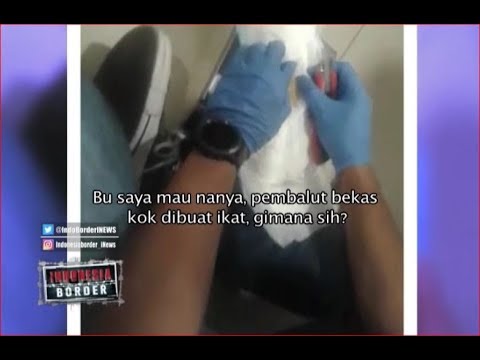 Bu saya mau nanya, pembalut bekas
kok dibuat ikat, gimana sih?
@IndoBorderINEWS
Indonesiaborder_iNews
INDONESIA
BORDER